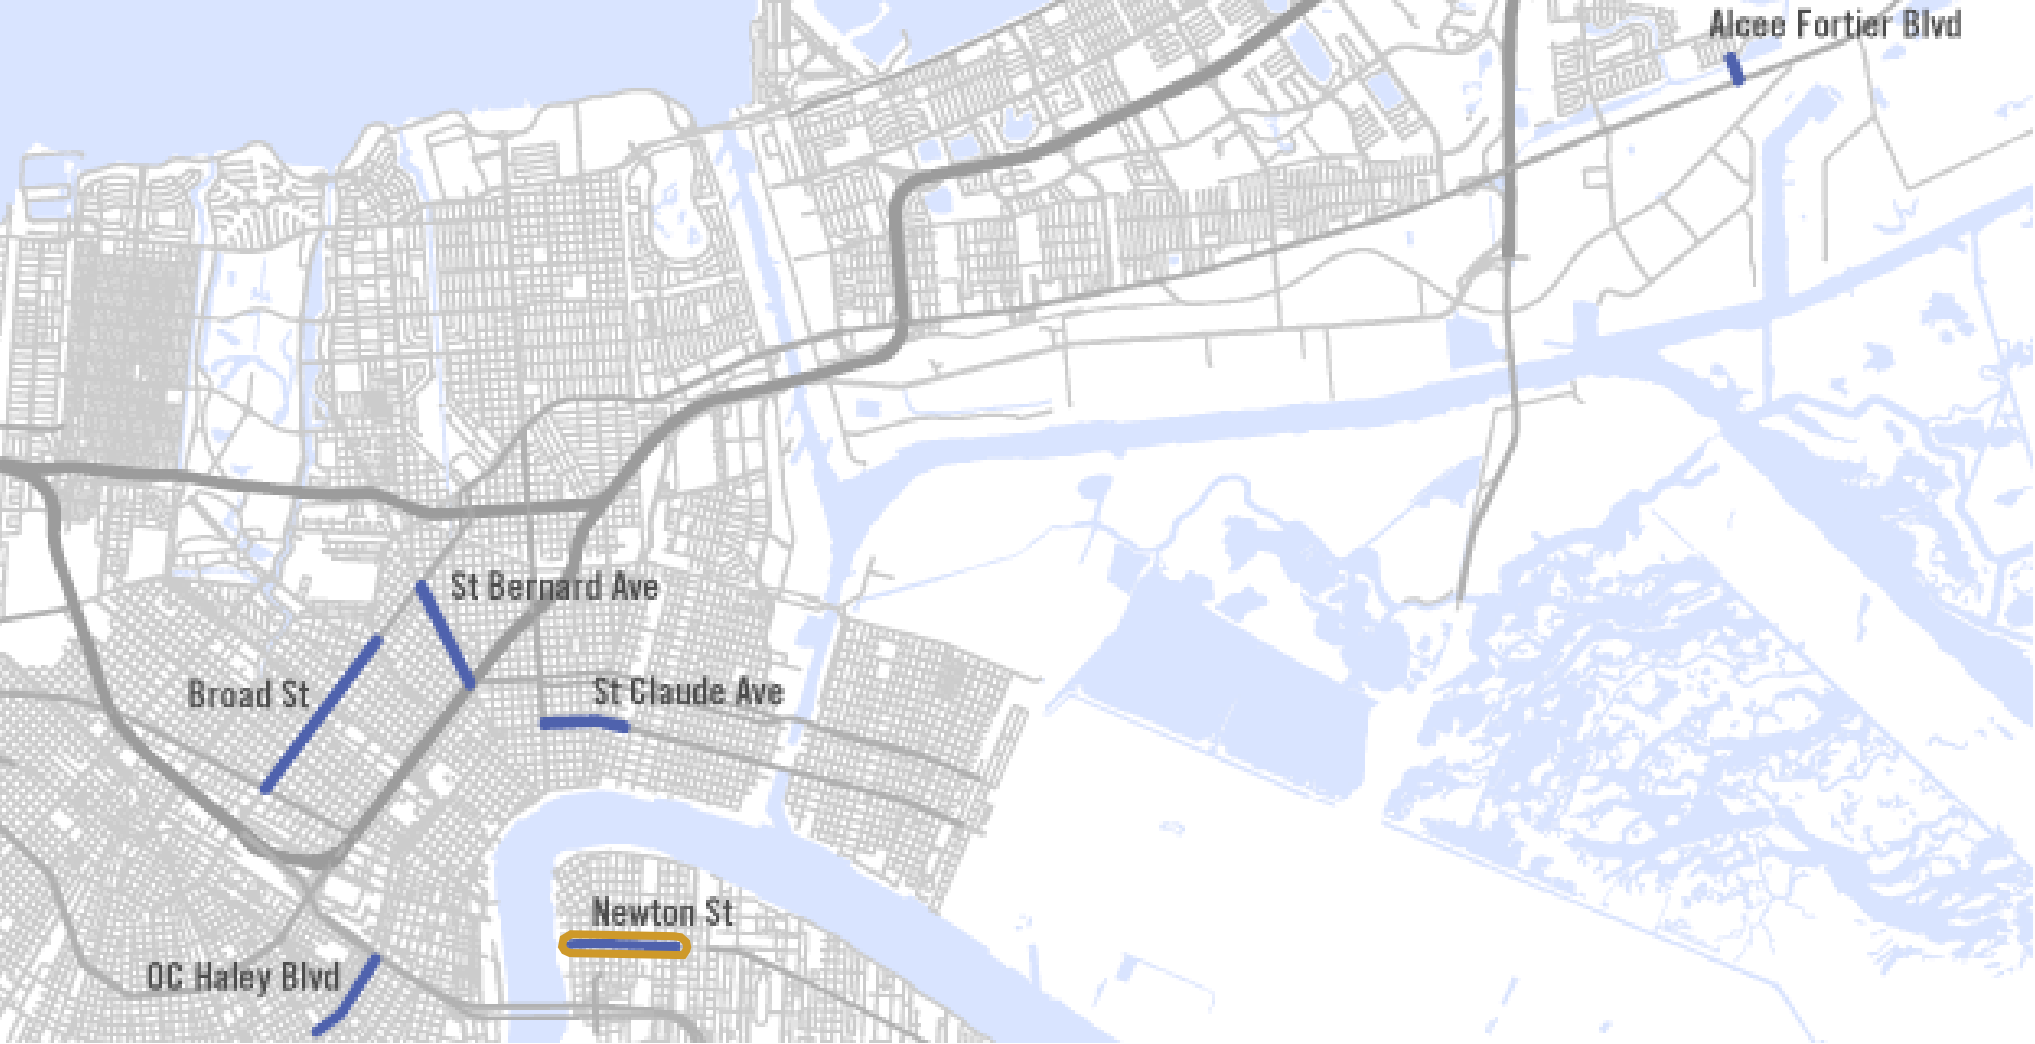 Alcee Fortier Blvd
St Bernard Ave
Broad St
St Claude Ave
Newton St
OC Haley Blvd